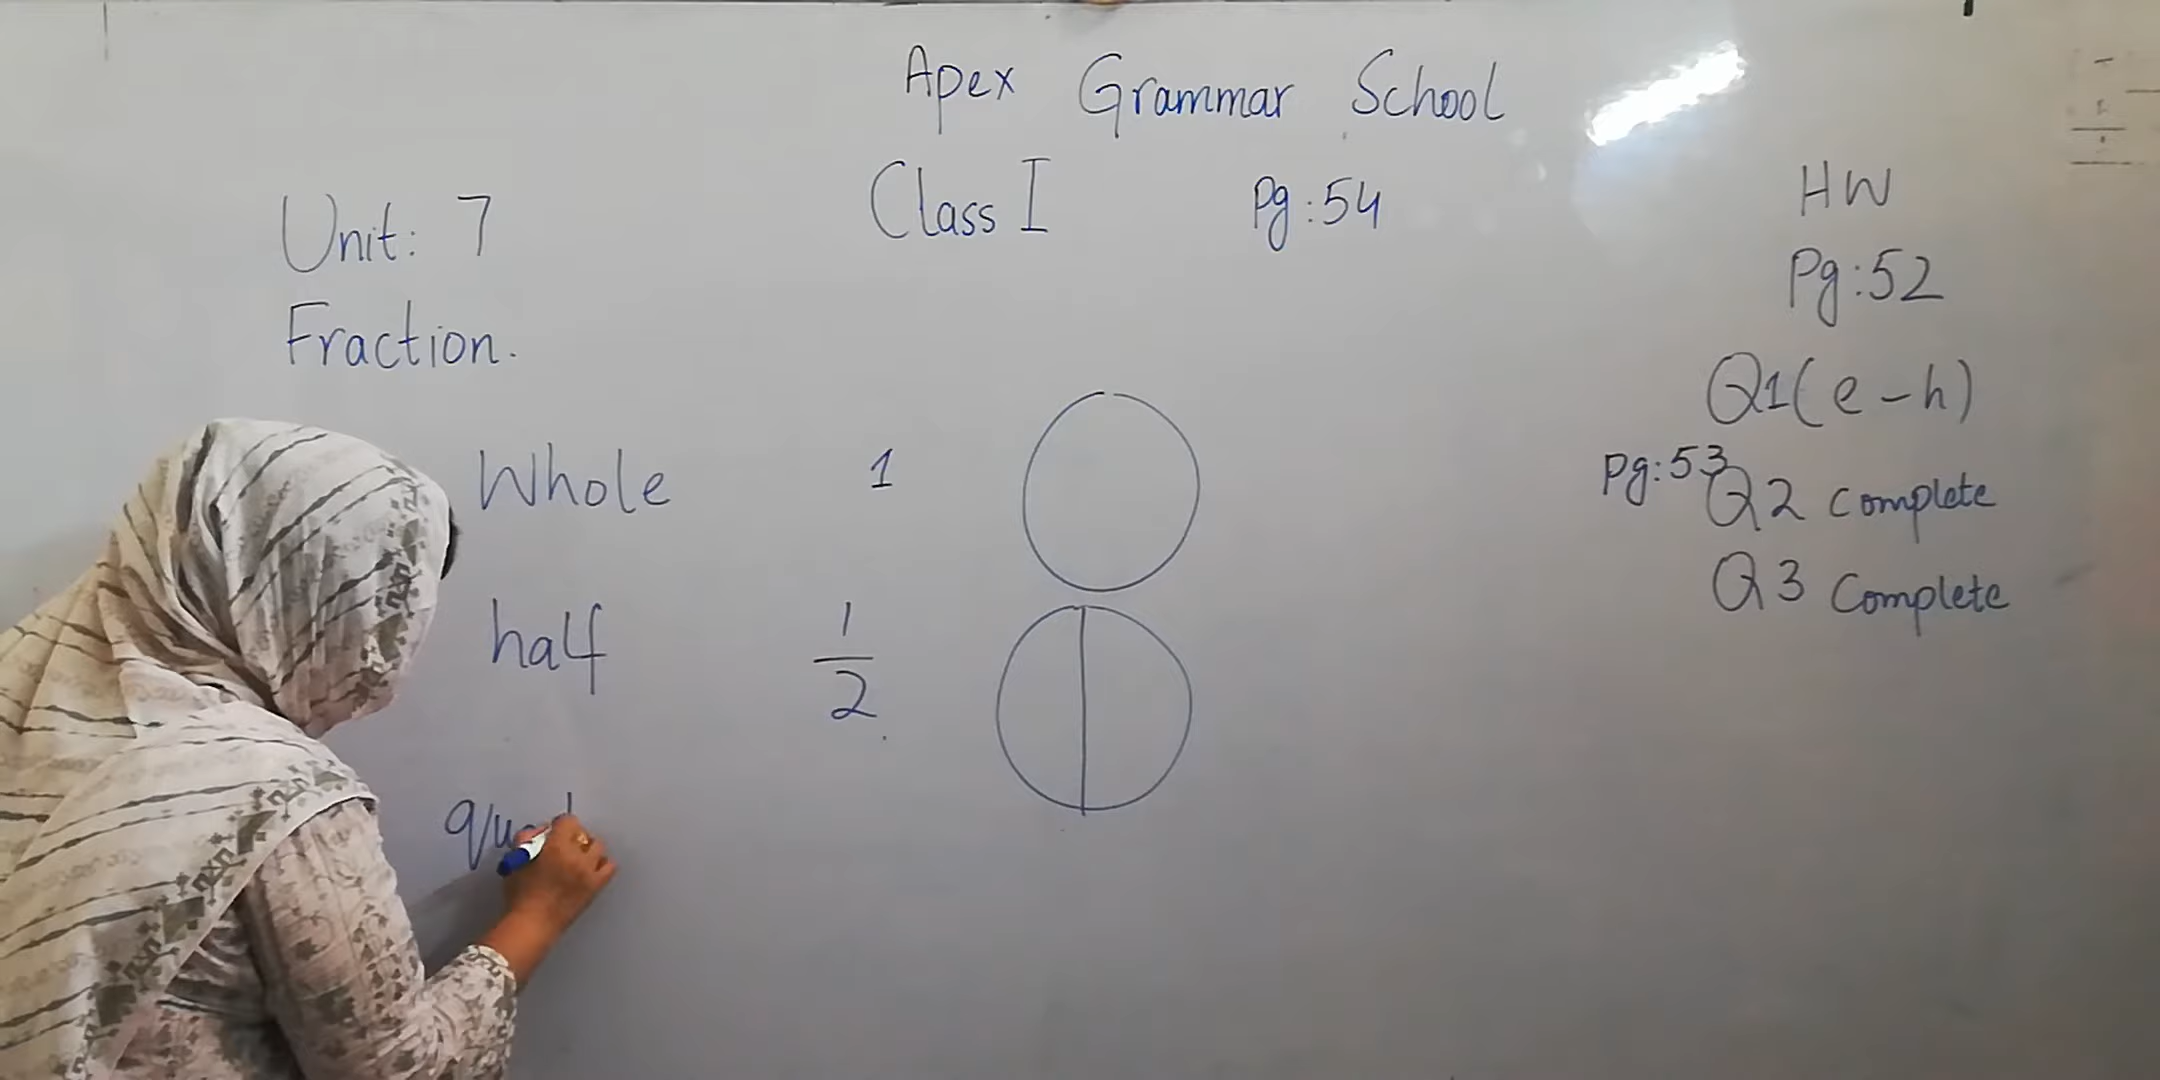 Apex Grammar School
Class I
Pg:54
Unit: 7
Fraction.
Whole 1
half 1/2
HW
Pg:52
Q1(e-h)
Pg:53
Q2 complete
Q3 Complete